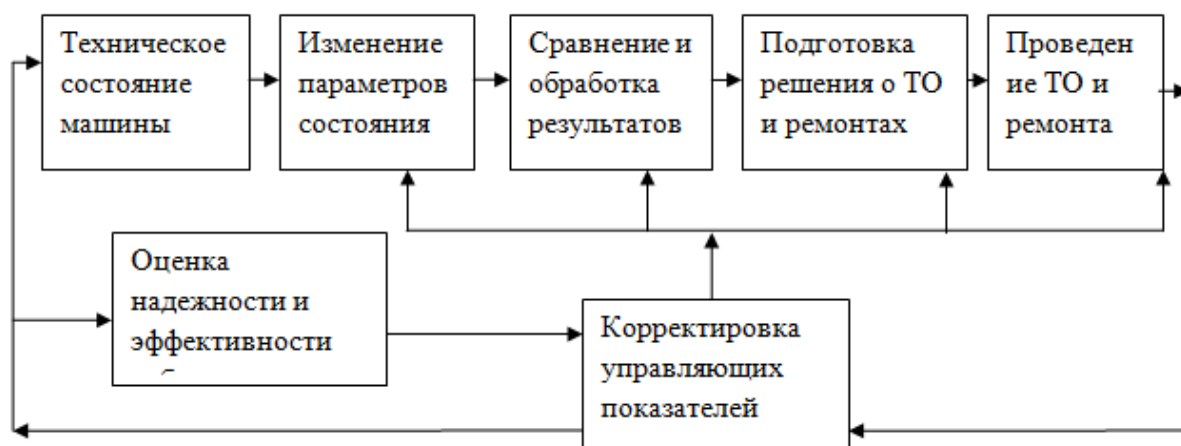 Техническое
состояние
машины
Изменение
параметров
состояния
Сравнение и
обработка
результатов
Подготовка
решения о ТО
и ремонтах
Проведен
ие ТО и
ремонта
Оценка
надежности и
эффективности
Корректировка
управляющих
показателей